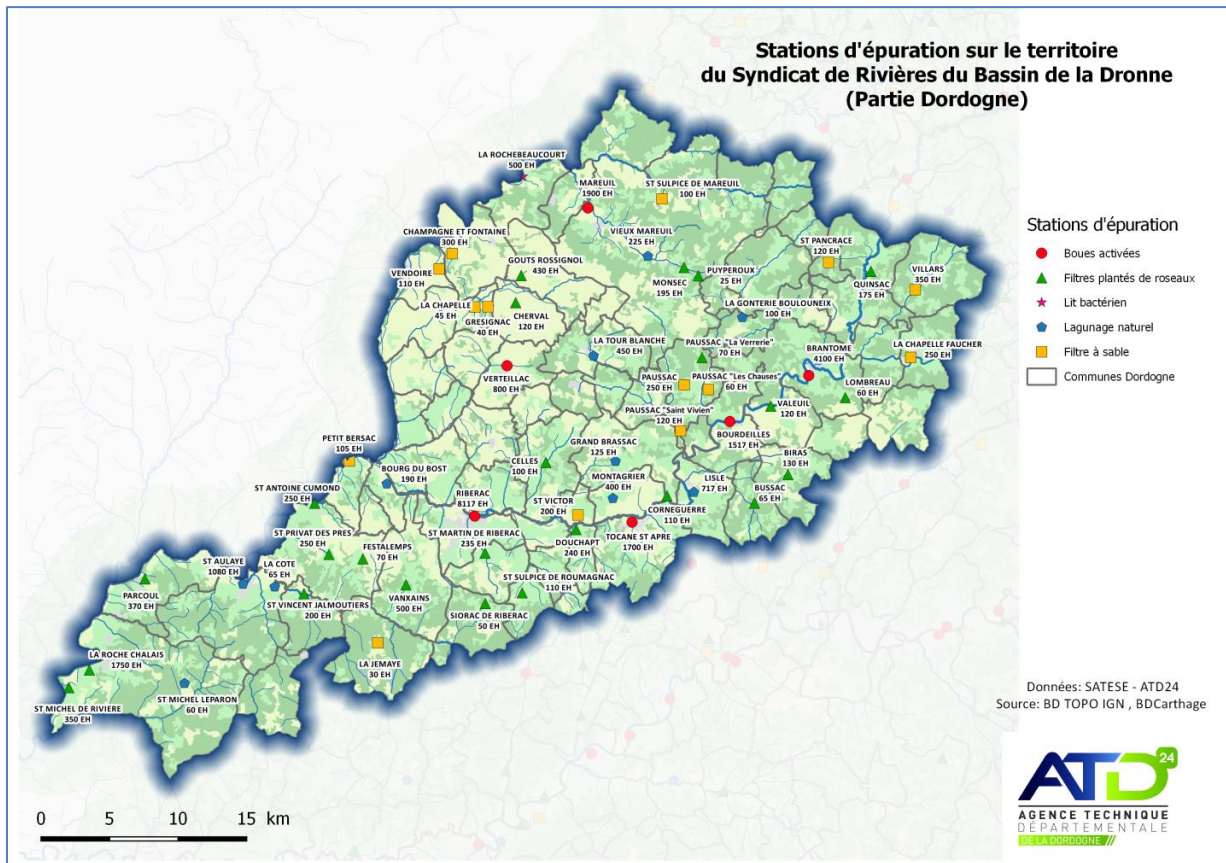 Stations d'épuration sur le territoire
du Syndicat de Rivières du Bassin de la Dronne
(Partie Dordogne)
LA ROCHEBEAUCOURT
500 EH
MAREUIL
1900 EH
ST SULPICE DE MAREUIL
100 EH
CHAMPAGNE ET FONTAINE
300 EH
VIEUX MAREUIL
225 EH
ST PANCRACE
120 EH
VENDOIRE
110 EH
GOUTS ROSSIGNOL
430 EH
MONSEC
195 EH
PUYPEROUX
25 EH
QUINSAC
175 EH
VILLARS
350 EH
LA CHAPELLE
45 EH
GRESIGNAC
40 EH
CHERVAL
120 EH
LA GONTERIE BOULOUNEIX
100 EH
LA TOUR BLANCHE
450 EH
PAUSSAC "La Verrerie"
70 EH
BRANTOME
4100 EH
LA CHAPELLE FAUCHER
250 EH
VERTEILLAC
800 EH
PAUSSAC
250 EH
PAUSSAC "Les Chauses"
60 EH
LOMBREAU
60 EH
VALEUIL
120 EH
PAUSSAC "Saint Vivien"
120 EH
BOURDEILLES
1517 EH
PETIT BERSAC
105 EH
GRAND BRASSAC
125 EH
BIRAS
130 EH
BOURG DU BOST
190 EH
CELLES
100 EH
MONTAGRIER
400 EH
LISLE
717 EH
BUSSAC
65 EH
ST ANTOINE CUMOND
250 EH
RIBERAC
8117 EH
ST VICTOR
200 EH
CORNEGUERRE
110 EH
ST PRIVAT DES PRES
250 EH
FESTALEMPS
70 EH
ST MARTIN DE RIBERAC
235 EH
DOUCHAPT
240 EH
TOCANE ST APRE
1700 EH
ST AULAYE
1080 EH
LA COTE
65 EH
PARCOUL
370 EH
ST VINCENT JALMOUTIERS
200 EH
VANXAINS
500 EH
ST SULPICE DE ROUMAGNAC
110 EH
SIORAC DE RIBERAC
50 EH
LA JEMAYE
30 EH
LA ROCHE CHALAIS
1750 EH
ST MICHEL DE RIVIERE
350 EH
ST MICHEL LEPARON
60 EH
Stations d'épuration
Boues activées
Filtres plantés de roseaux
Lit bactérien
Lagunage naturel
Filtre à sable
Communes Dordogne
Données: SATESE - ATD24
Source: BD TOPO IGN , BDCarthage
0 5 10 15 km
ATD 24
AGENCE TECHNIQUE
DÉPARTEMENTALE
DE LA DORDOGNE //